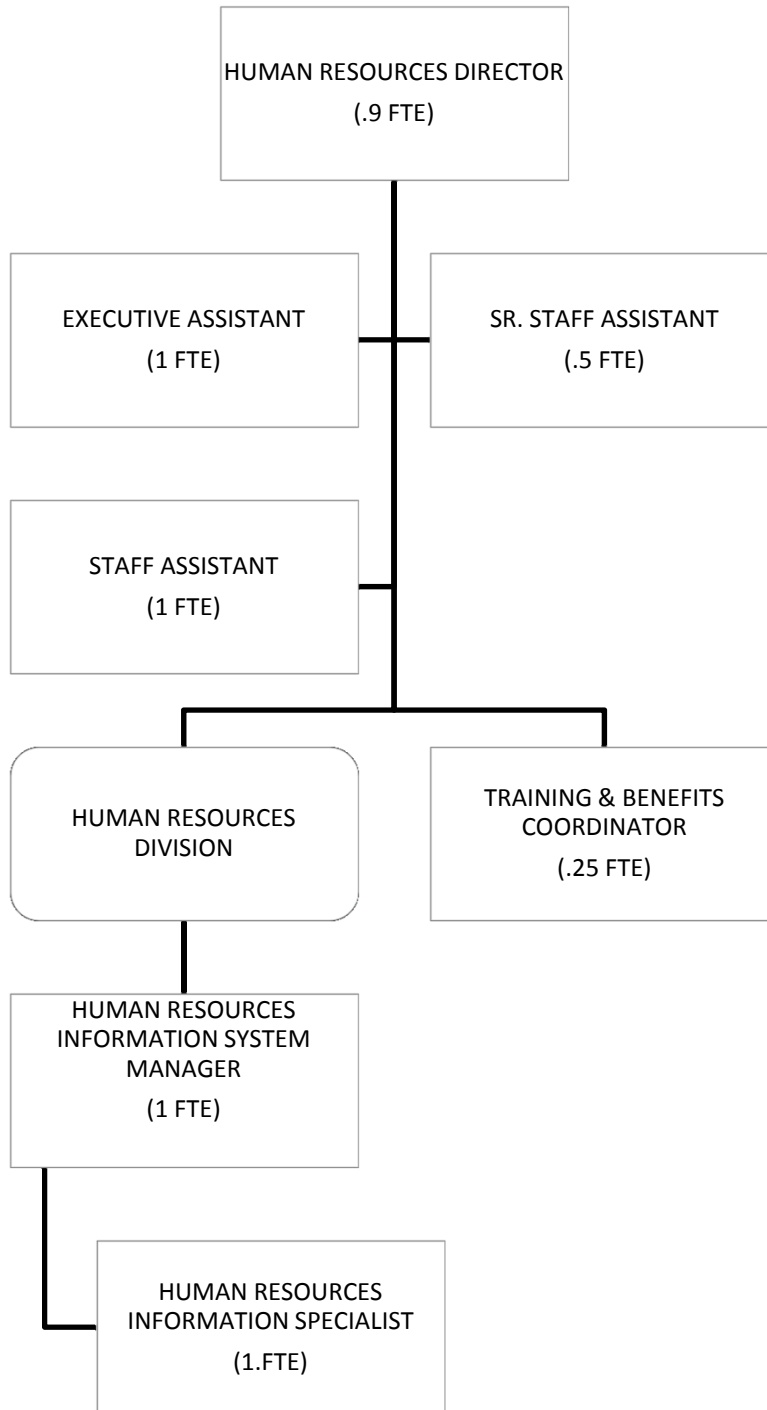 HUMAN RESOURCES DIRECTOR
(.9 FTE)
EXECUTIVE ASSISTANT
(1 FTE)
SR. STAFF ASSISTANT
(.5 FTE)
STAFF ASSISTANT
(1 FTE)
HUMAN RESOURCES
DIVISION
TRAINING & BENEFITS
COORDINATOR
(.25 FTE)
HUMAN RESOURCES
INFORMATION SYSTEM
MANAGER
(1 FTE)
HUMAN RESOURCES
INFORMATION SPECIALIST
(1.FTE)